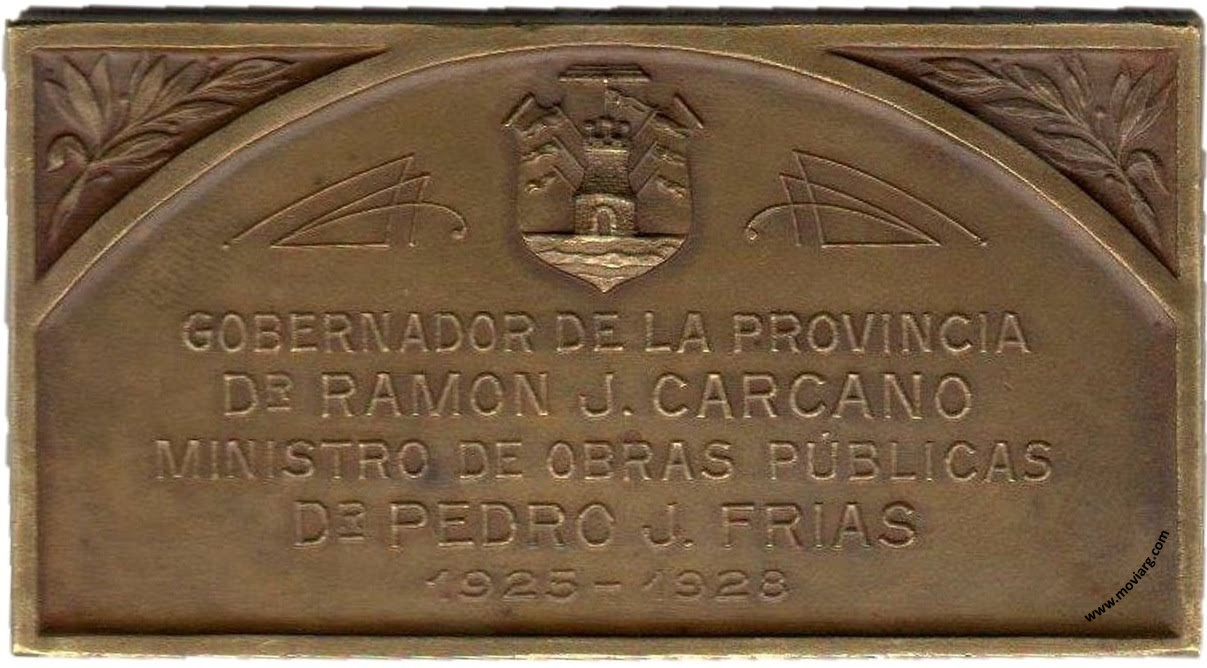 GOBERNADOR DE LA PROVINCIA
DR RAMON J. CARCANO
MINISTRO DE OBRAS PÚBLICAS
DR PEDRO J. FRIAS
1925-1928
www.moviarg.com